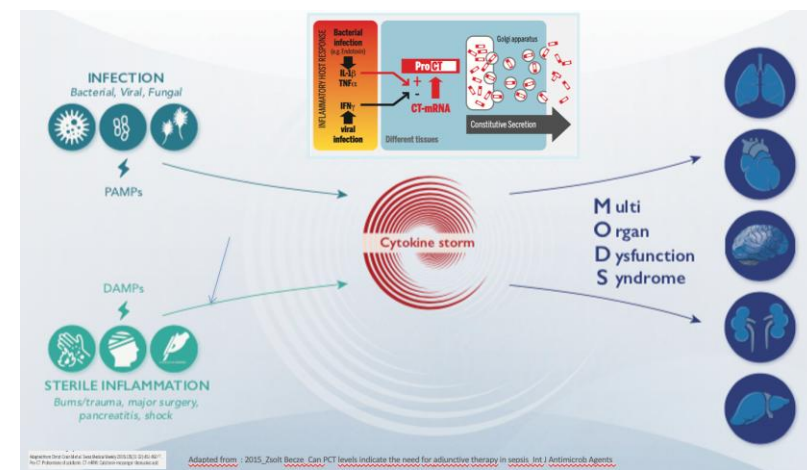 INFLAMMATORY HOST RESPONSE
Bacterial
infection
(e.g. Endotoxin)
IL-1β
TNFα
IFNγ
viral
infection
ProCT
+
-
CT-mRNA
Different tissues
Golgi apparatus
Constitutive Secretion
INFECTION
Bacterial, Viral, Fungal
PAMPs
Cytokine storm
Multi
Organ
Dysfunction
Syndrome
DAMPs
STERILE INFLAMMATION
Burns/trauma, major surgery,
pancreatitis, shock
Adapted from : 2015_Zsolt Becze Can PCT levels indicate the need for adjunctive therapy in sepsis Int J Antimicrob Agents